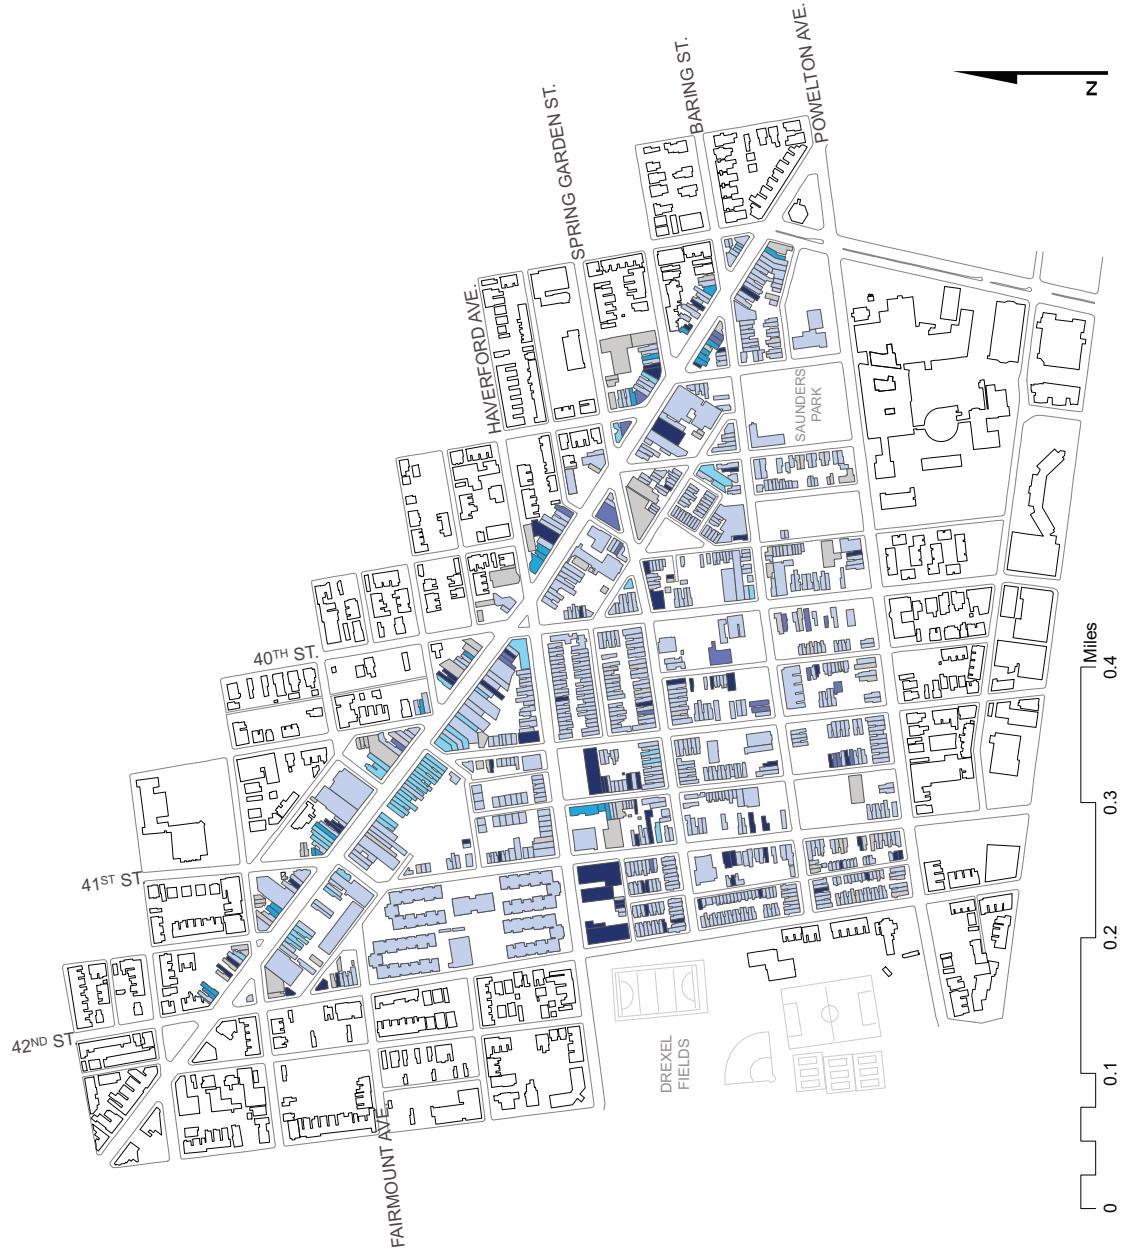 POWELTON AVE.
BARING ST.
SPRING GARDEN ST.
N
HAVERFORD AVE.
SAUNDERS
PARK
40TH ST.
Miles
0.4
0.3
41ST ST.
0.2
42ND ST.
DREXEL
FIELDS
0.1
FAIRMOUNT AVE.
0